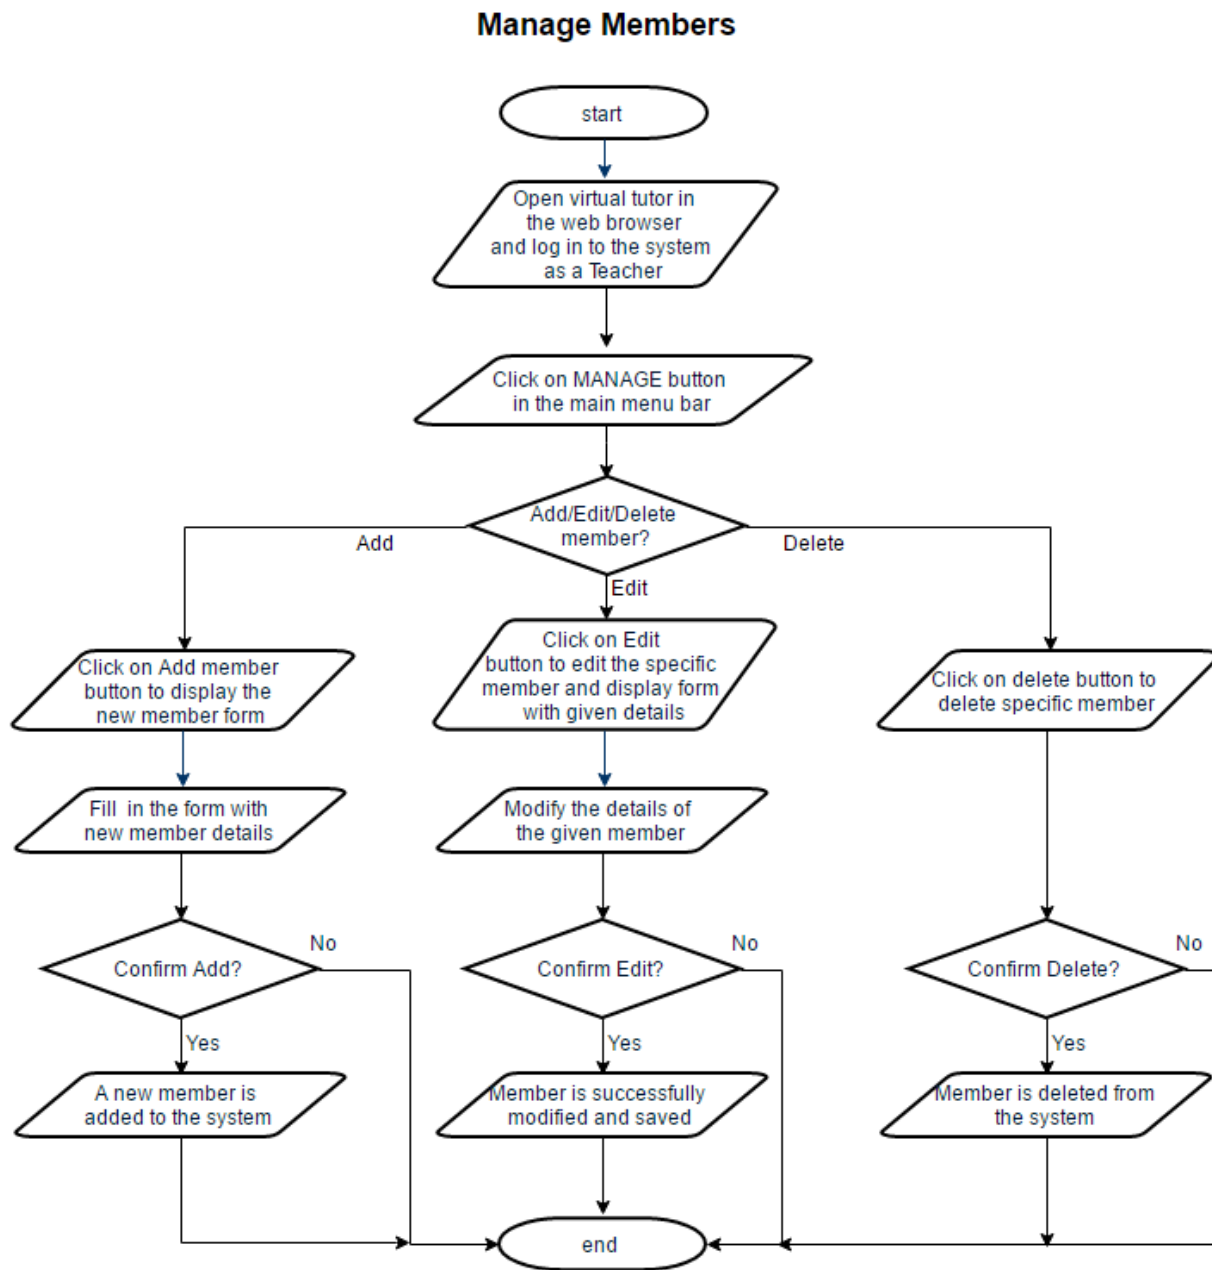 Manage Members
start
Open virtual tutor in
the web browser
and log in to the system
as a Teacher
Click on MANAGE button
in the main menu bar
Add/Edit/Delete
member?
Add
Edit
Delete
Click on Add member
button to display the
new member form
Click on Edit
button to edit the specific
member and display form
with given details
Click on delete button to
delete specific member
Fill in the form with
new member details
Modify the details of
the given member
Confirm Add?
No
Confirm Edit?
No
Confirm Delete?
No
Yes
Yes
Yes
A new member is
added to the system
Member is successfully
modified and saved
Member is deleted from
the system
end